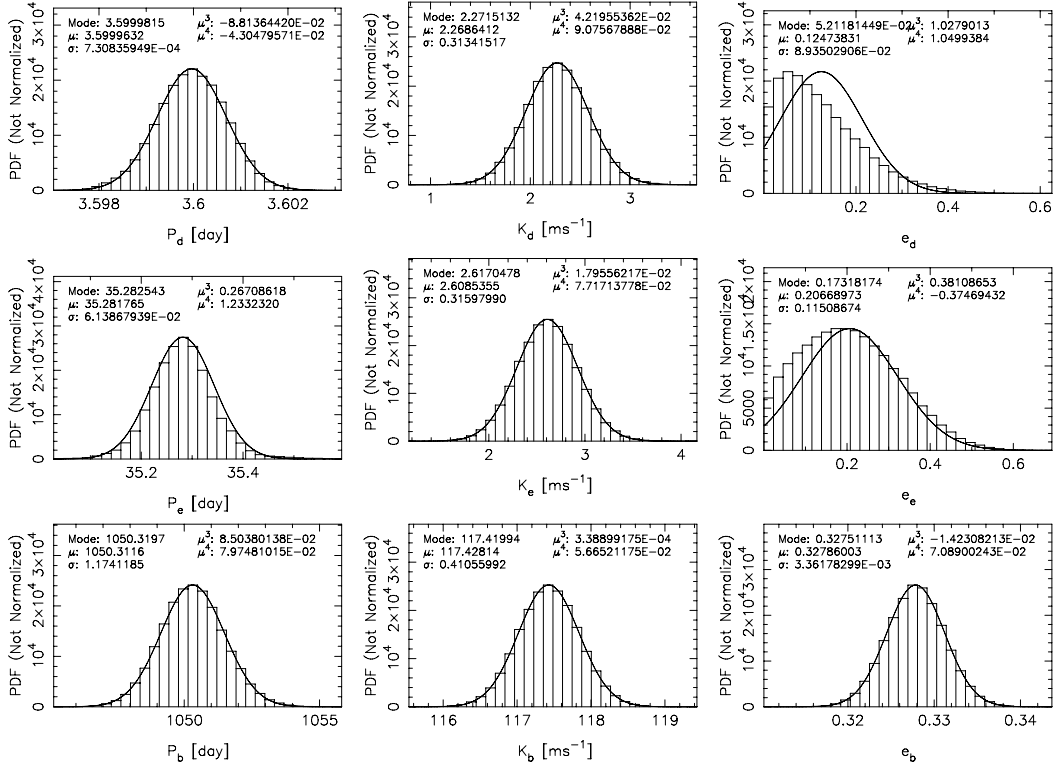 Mode: 3.5999815 μ³: -8.81364420E-02
μ: 3.5999632 μ⁴: -4.30479571E-02
σ: 7.30835949E-04
PDF (Not Normalized)
0 10⁴ 2×10⁴ 3×10⁴
3.598 3.6 3.602
P_d [day]
Mode: 2.2715132 μ³: 4.21955362E-02
μ: 2.2686412 μ⁴: 9.07567888E-02
σ: 0.31341517
PDF (Not Normalized)
0 10⁴ 2×10⁴ 3×10⁴
1 2 3
K_d [ms⁻¹]
Mode: 5.21181449E-02 μ³: 1.0279013
μ: 0.12473831 μ⁴: 1.0499384
σ: 8.93502906E-02
PDF (Not Normalized)
0 10⁴ 2×10⁴ 3×10⁴
0.2 0.4 0.6
e_d
Mode: 35.282543 μ³: 0.26708618
μ: 35.281765 μ⁴: 1.2332320
σ: 6.13867939E-02
PDF (Not Normalized)
0 10⁴ 2×10⁴ 3×10⁴ 4×10⁴
35.2 35.4
P_e [day]
Mode: 2.6170478 μ³: 1.79556217E-02
μ: 2.6085355 μ⁴: 7.71713778E-02
σ: 0.31597990
PDF (Not Normalized)
0 10⁴ 2×10⁴ 3×10⁴
2 3 4
K_e [ms⁻¹]
Mode: 0.17318174 μ³: 0.38108653
μ: 0.20668973 μ⁴: -0.37469432
σ: 0.11508674
PDF (Not Normalized)
0 5000 10⁴ 1.5×10⁴ 2×10⁴
0.2 0.4 0.6
e_e
Mode: 1050.3197 μ³: 8.50380138E-02
μ: 1050.3116 μ⁴: 7.97481015E-02
σ: 1.1741185
PDF (Not Normalized)
0 10⁴ 2×10⁴ 3×10⁴
1050 1055
P_b [day]
Mode: 117.41994 μ³: 3.38899175E-04
μ: 117.42814 μ⁴: 5.66521175E-02
σ: 0.41055992
PDF (Not Normalized)
0 10⁴ 2×10⁴ 3×10⁴
116 117 118 119
K_b [ms⁻¹]
Mode: 0.32751113 μ³: -1.42308213E-02
μ: 0.32786003 μ⁴: 7.08900243E-02
σ: 3.36178299E-03
PDF (Not Normalized)
0 10⁴ 2×10⁴ 3×10⁴
0.32 0.33 0.34
e_b